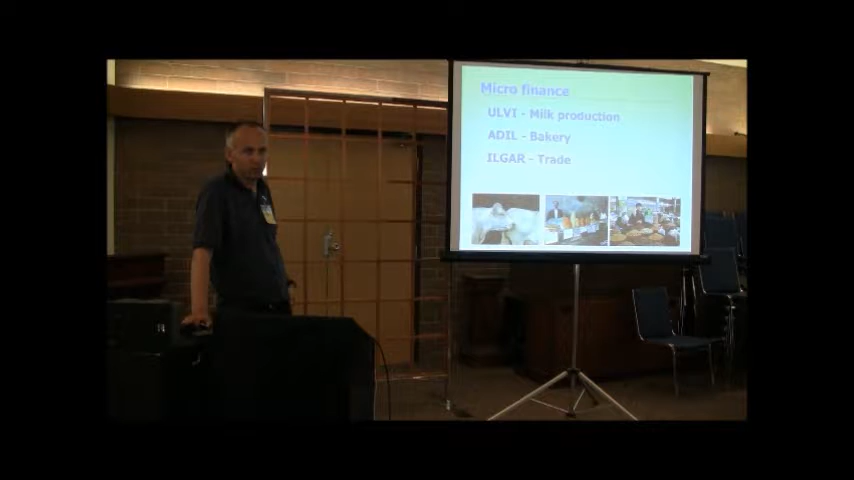 Micro finance
ULVI - Milk production
ADIL - Bakery
ILGAR - Trade